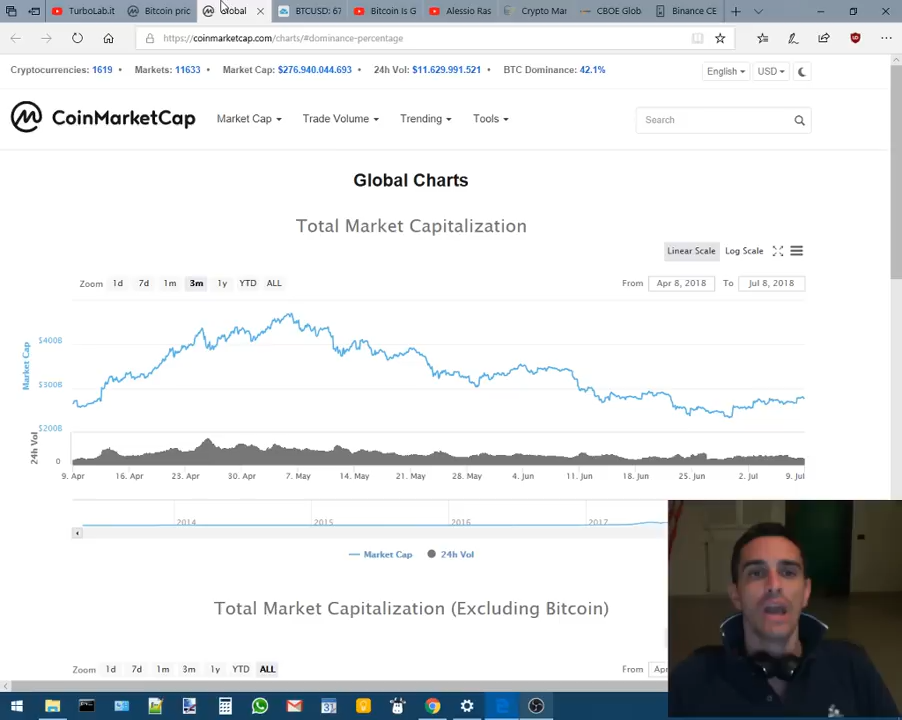 TurboLab.it
Bitcoin pric
Global
BTCUSD: 67
Bitcoin Is G
Alessio Ras
Crypto Mar
CBOE Glob
Binance CE
https://coinmarketcap.com/charts/#dominance-percentage
Cryptocurrencies: 1619 • Markets: 11633 • Market Cap: $276.940.044.693 • 24h Vol: $11.629.991.521 • BTC Dominance: 42.1%
English
USD
CoinMarketCap
Market Cap
Trade Volume
Trending
Tools
Search
Global Charts
Total Market Capitalization
Linear Scale
Log Scale
Zoom 1d 7d 1m 3m 1y YTD ALL
From Apr 8, 2018 To Jul 8, 2018
Market Cap
$400B
$300B
$200B
24h Vol
0
9. Apr 16. Apr 23. Apr 30. Apr 7. May 14. May 21. May 28. May 4. Jun 11. Jun 18. Jun 25. Jun 2. Jul 9. Jul
2014 2015 2016 2017
Market Cap 24h Vol
Total Market Capitalization (Excluding Bitcoin)
Zoom 1d 7d 1m 3m 1y YTD ALL
From Apr